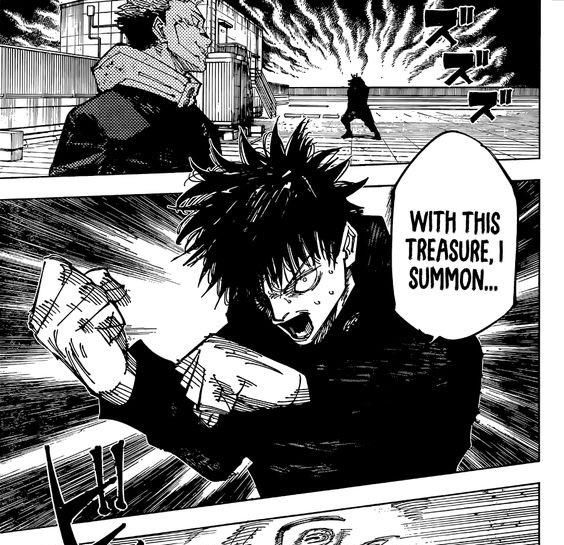 ズズズ
WITH THIS
TREASURE, I
SUMMON...